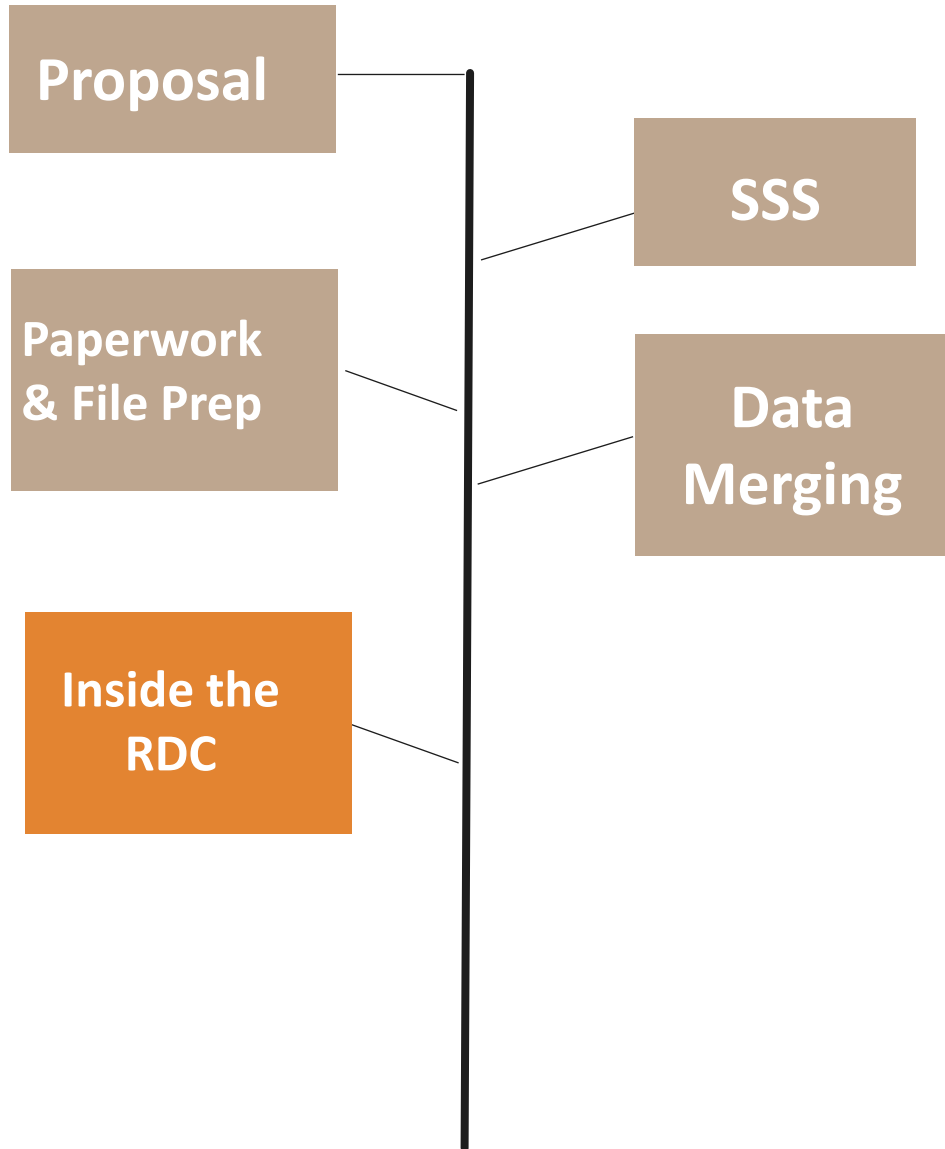 Proposal
SSS
Paperwork
& File Prep
Data
Merging
Inside the
RDC